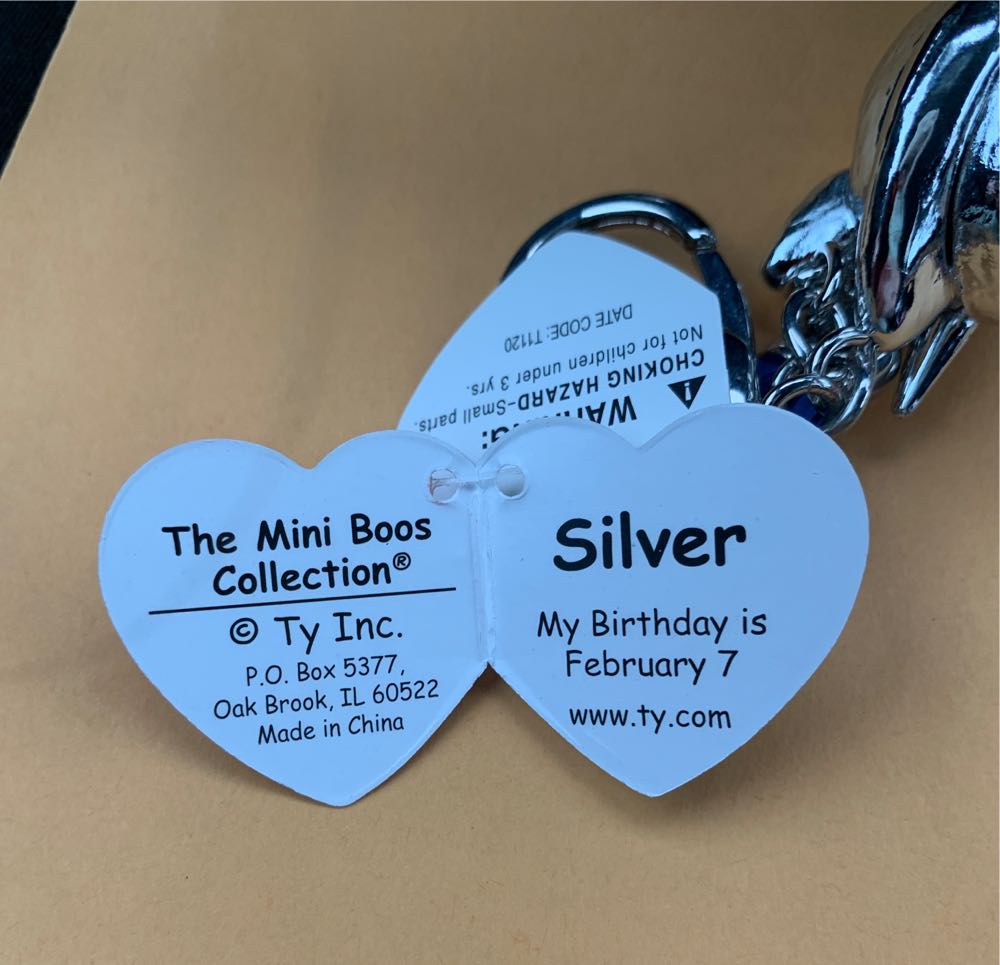 The Mini Boos
Collection®
© Ty Inc.
P.O. Box 5377,
Oak Brook, IL 60522
Made in China
Silver
My Birthday is
February 7
www.ty.com
CHOKING HAZARD-Small parts.
Not for children under 3 yrs.
DATE CODE: T1120